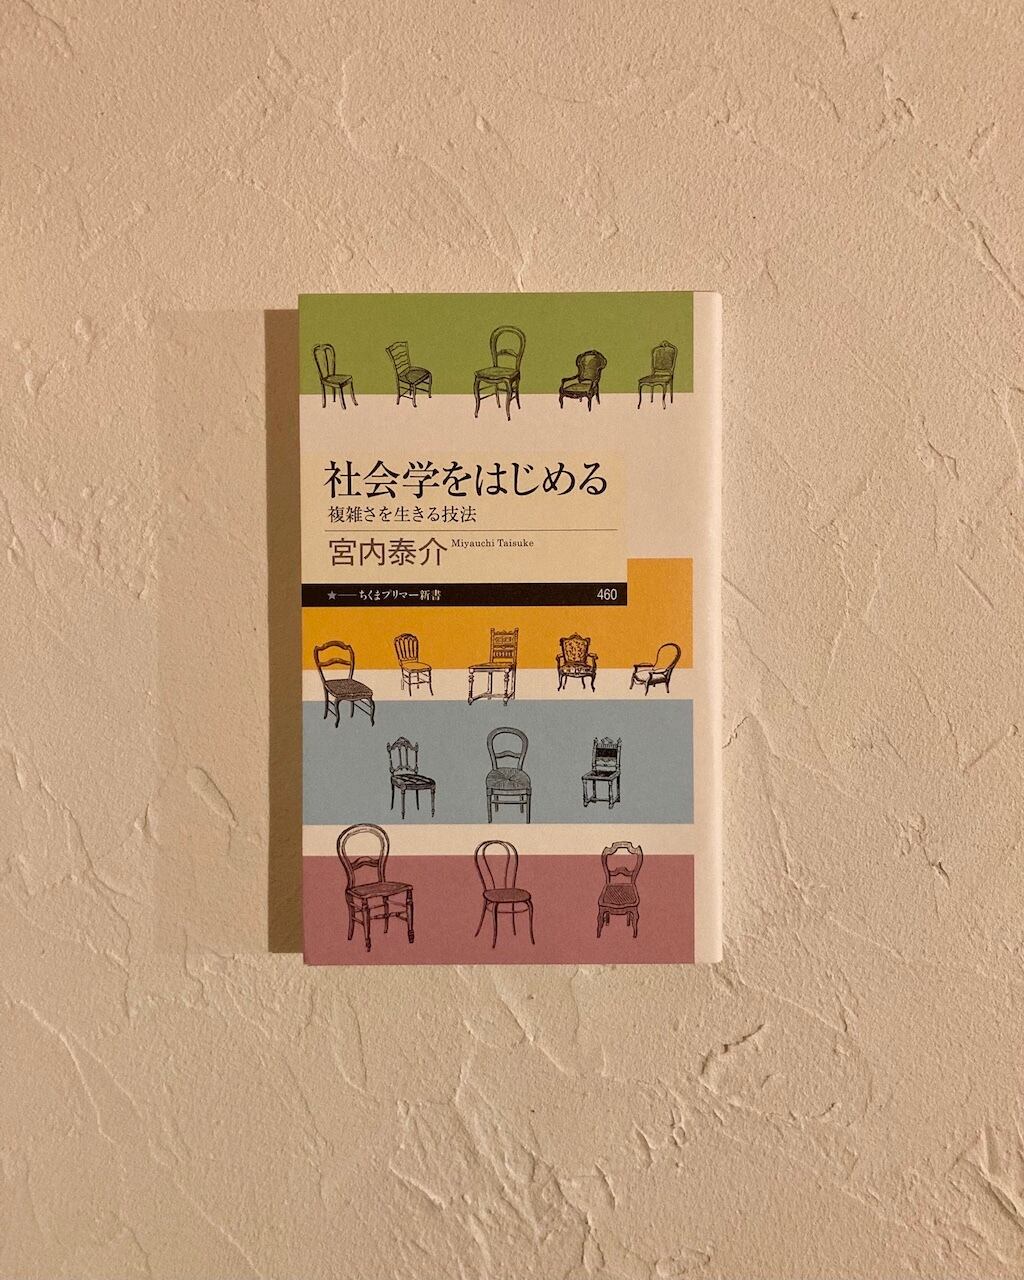 社会学をはじめる
複雑さを生きる技法
宮内泰介 Miyauchi Taisuke
★──ちくまプリマー新書 460